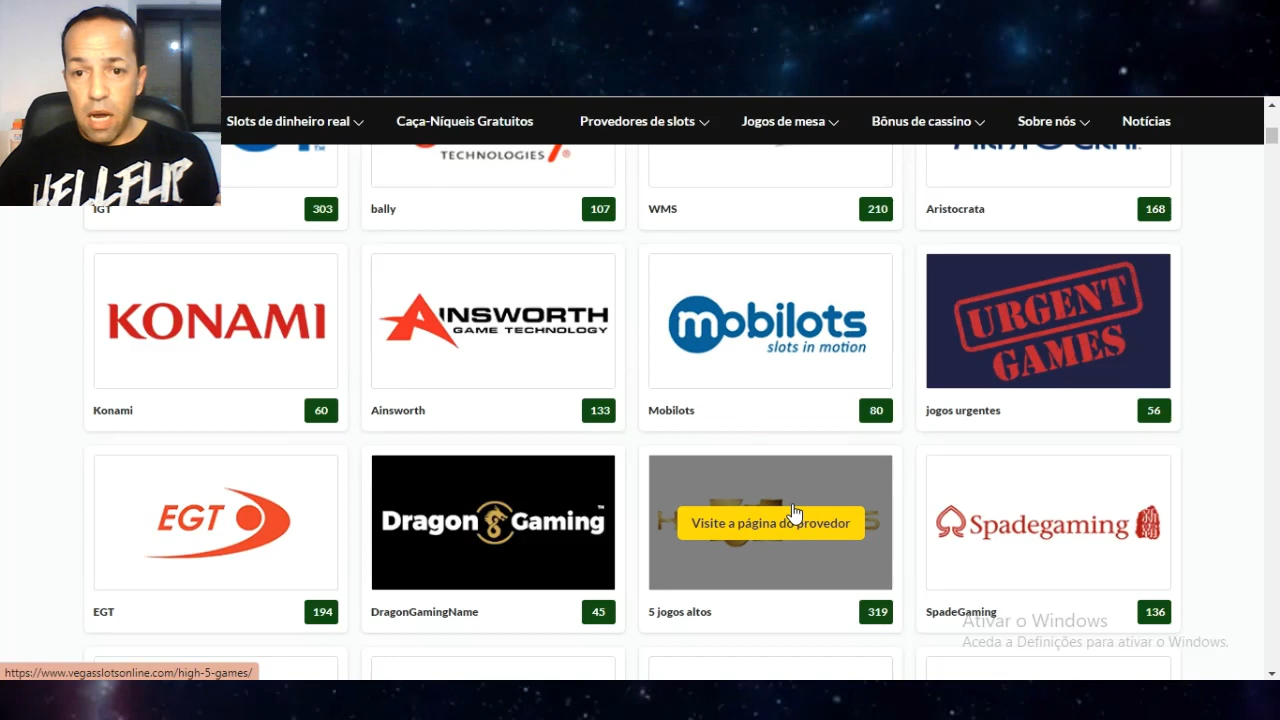 HELLFLIP
Slots de dinheiro real
Caça-Níqueis Gratuitos
Provedores de slots
Jogos de mesa
Bônus de cassino
Sobre nós
Notícias
TECHNOLOGIES
IGT 303
bally 107
WMS 210
Aristocrata 168
KONAMI
AINSWORTH
GAME TECHNOLOGY
mobilots
slots in motion
URGENT
GAMES
Konami 60
Ainsworth 133
Mobilots 80
jogos urgentes 56
EGT
Dragon Gaming™
Visite a página do provedor
Spadegaming
EGT 194
DragonGamingName 45
5 jogos altos 319
SpadeGaming 136
Ativar o Windows
Aceda a Definições para ativar o Windows.
https://www.vegasslotsonline.com/high-5-games/